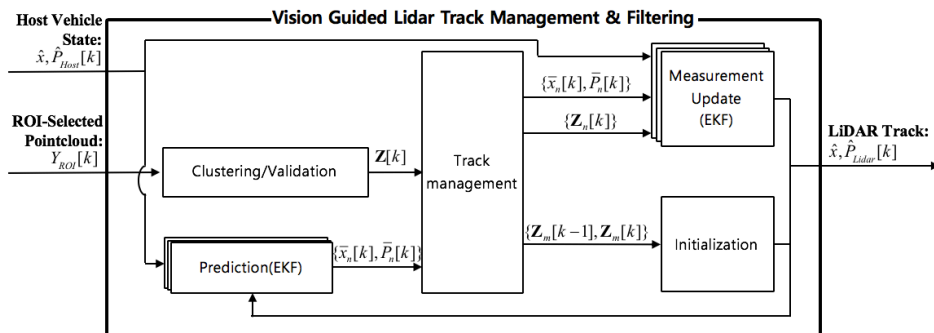 Vision Guided Lidar Track Management & Filtering
Host Vehicle
State:
x̂, P̂_Host[k]
ROI-Selected
Pointcloud:
Y_ROI[k]
Clustering/Validation
Z[k]
Prediction(EKF)
{x̄_n[k], P̄_n[k]}
Track
management
{x̄_n[k], P̄_n[k]}
{Z_n[k]}
{Z_m[k−1], Z_m[k]}
Measurement
Update
(EKF)
Initialization
LiDAR Track:
x̂, P̂_Lidar[k]